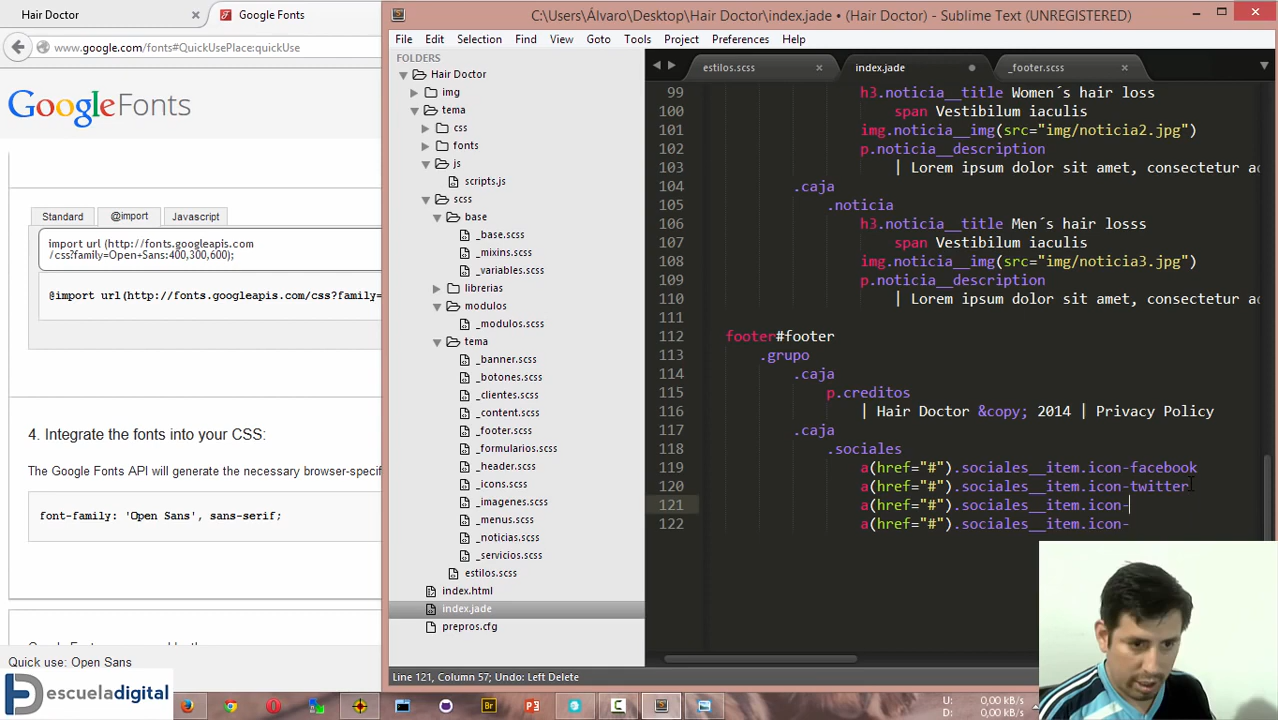 Hair Doctor
Google Fonts
www.google.com/fonts#QuickUsePlace:quickUse
Google Fonts
Standard
@import
Javascript
import url (http://fonts.googleapis.com
/css?family=Open+Sans:400,300,600);
@import url(http://fonts.googleapis.com/css?family=
4. Integrate the fonts into your CSS:
The Google Fonts API will generate the necessary browser-specif
font-family: 'Open Sans', sans-serif;
Quick use: Open Sans
escueladigital
C:\Users\Álvaro\Desktop\Hair Doctor\index.jade • (Hair Doctor) - Sublime Text (UNREGISTERED)
File Edit Selection Find View Goto Tools Project Preferences Help
FOLDERS
Hair Doctor
img
tema
css
fonts
js
scripts.js
scss
base
_base.scss
_mixins.scss
_variables.scss
librerias
modulos
_modulos.scss
tema
_banner.scss
_botones.scss
_clientes.scss
_content.scss
_footer.scss
_formularios.scss
_header.scss
_icons.scss
_imagenes.scss
_menus.scss
_noticias.scss
_servicios.scss
estilos.scss
index.html
index.jade
prepros.cfg
estilos.scss
index.jade
_footer.scss
99 h3.noticia__title Women´s hair loss
100 span Vestibulum iaculis
101 img.noticia__img(src="img/noticia2.jpg")
102 p.noticia__description
103 | Lorem ipsum dolor sit amet, consectetur ac
104 .caja
105 .noticia
106 h3.noticia__title Men´s hair losss
107 span Vestibulum iaculis
108 img.noticia__img(src="img/noticia3.jpg")
109 p.noticia__description
110 | Lorem ipsum dolor sit amet, consectetur ac
111
112 footer#footer
113 .grupo
114 .caja
115 p.creditos
116 | Hair Doctor &copy; 2014 | Privacy Policy
117 .caja
118 .sociales
119 a(href="#").sociales__item.icon-facebook
120 a(href="#").sociales__item.icon-twitter
121 a(href="#").sociales__item.icon-
122 a(href="#").sociales__item.icon-
Line 121, Column 57; Undo: Left Delete
U: 0,00 kB/s
D: 0,00 kB/s